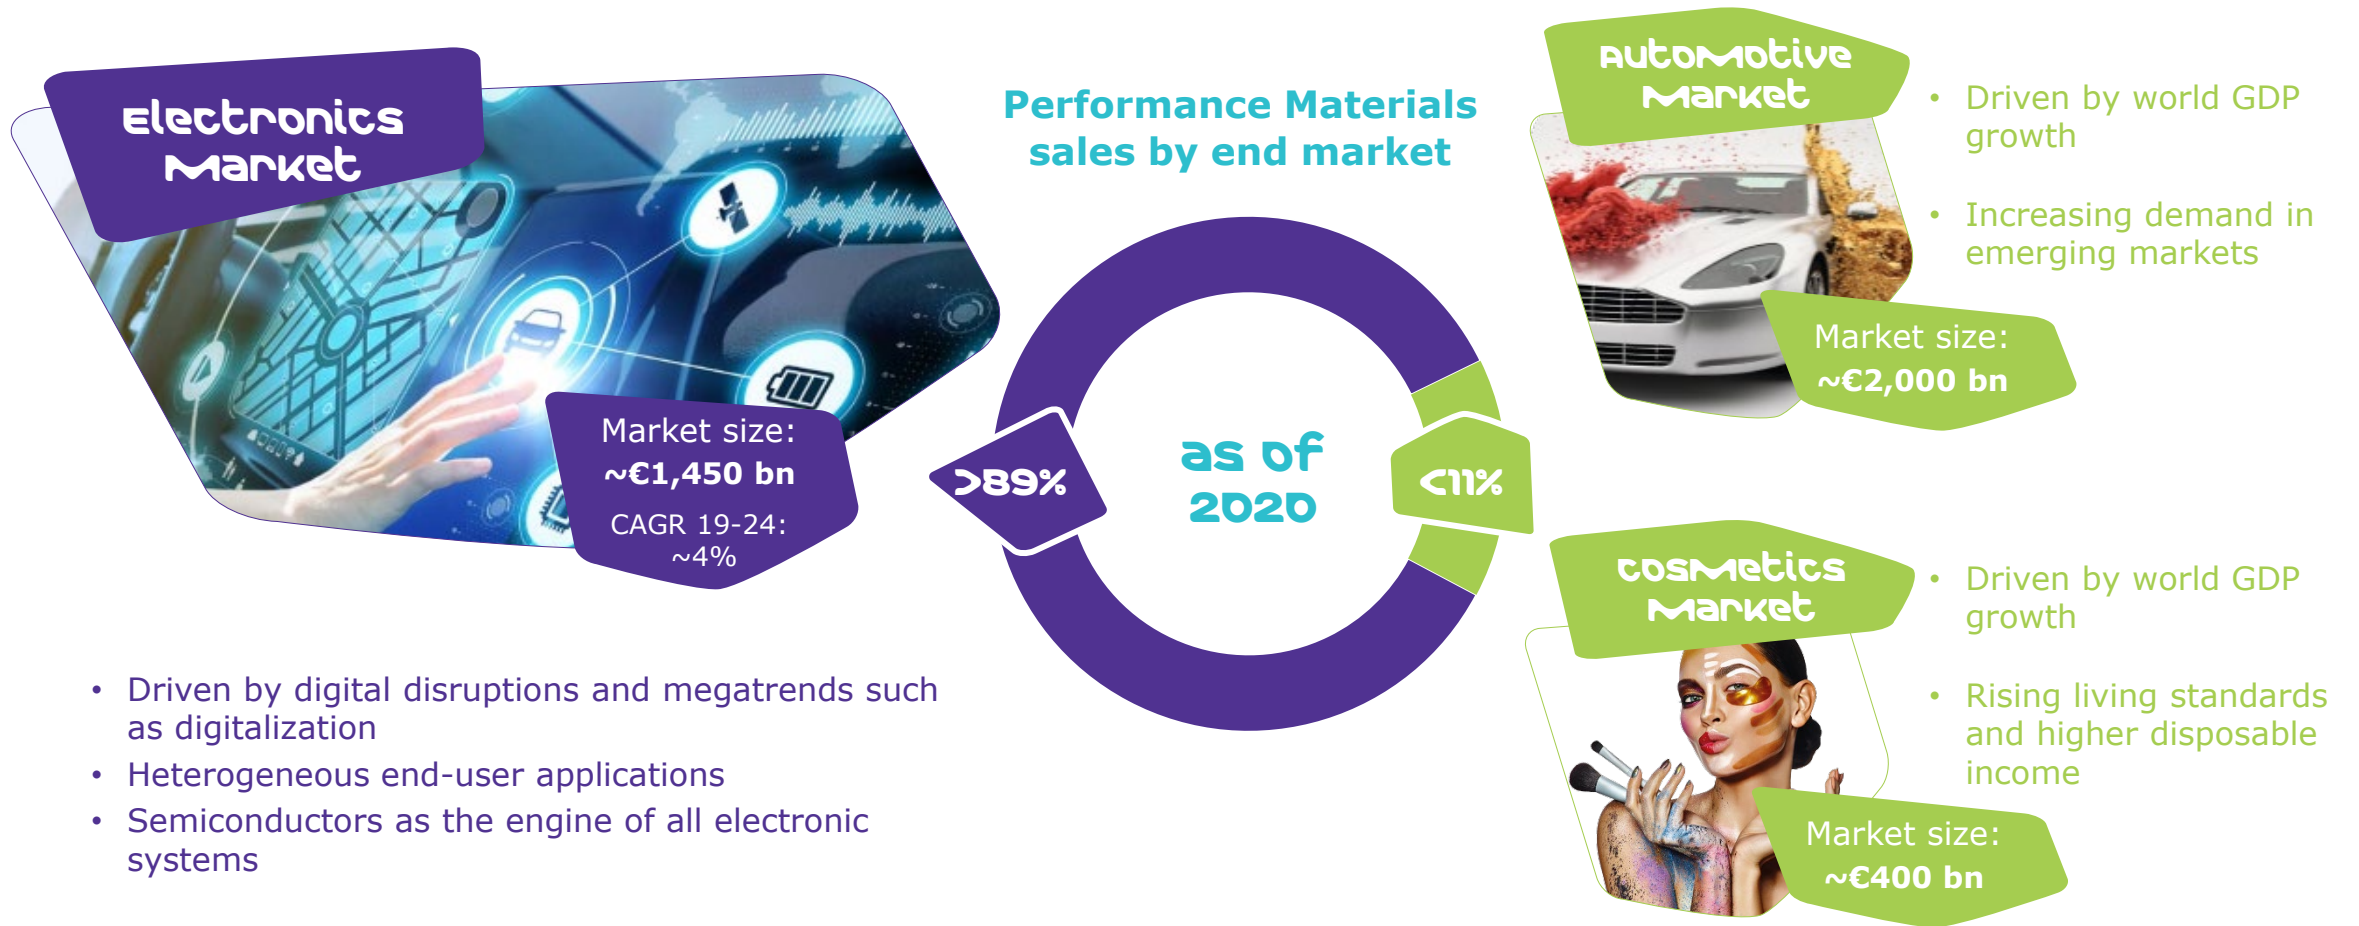 Electronics
Market
Market size:
~€1,450 bn
CAGR 19-24:
~4%
• Driven by digital disruptions and megatrends such
as digitalization
• Heterogeneous end-user applications
• Semiconductors as the engine of all electronic
systems
Performance Materials
sales by end market
>89%
as of
2020
<11%
Automotive
Market
• Driven by world GDP
growth
• Increasing demand in
emerging markets
Market size:
~€2,000 bn
Cosmetics
Market
• Driven by world GDP
growth
• Rising living standards
and higher disposable
income
Market size:
~€400 bn